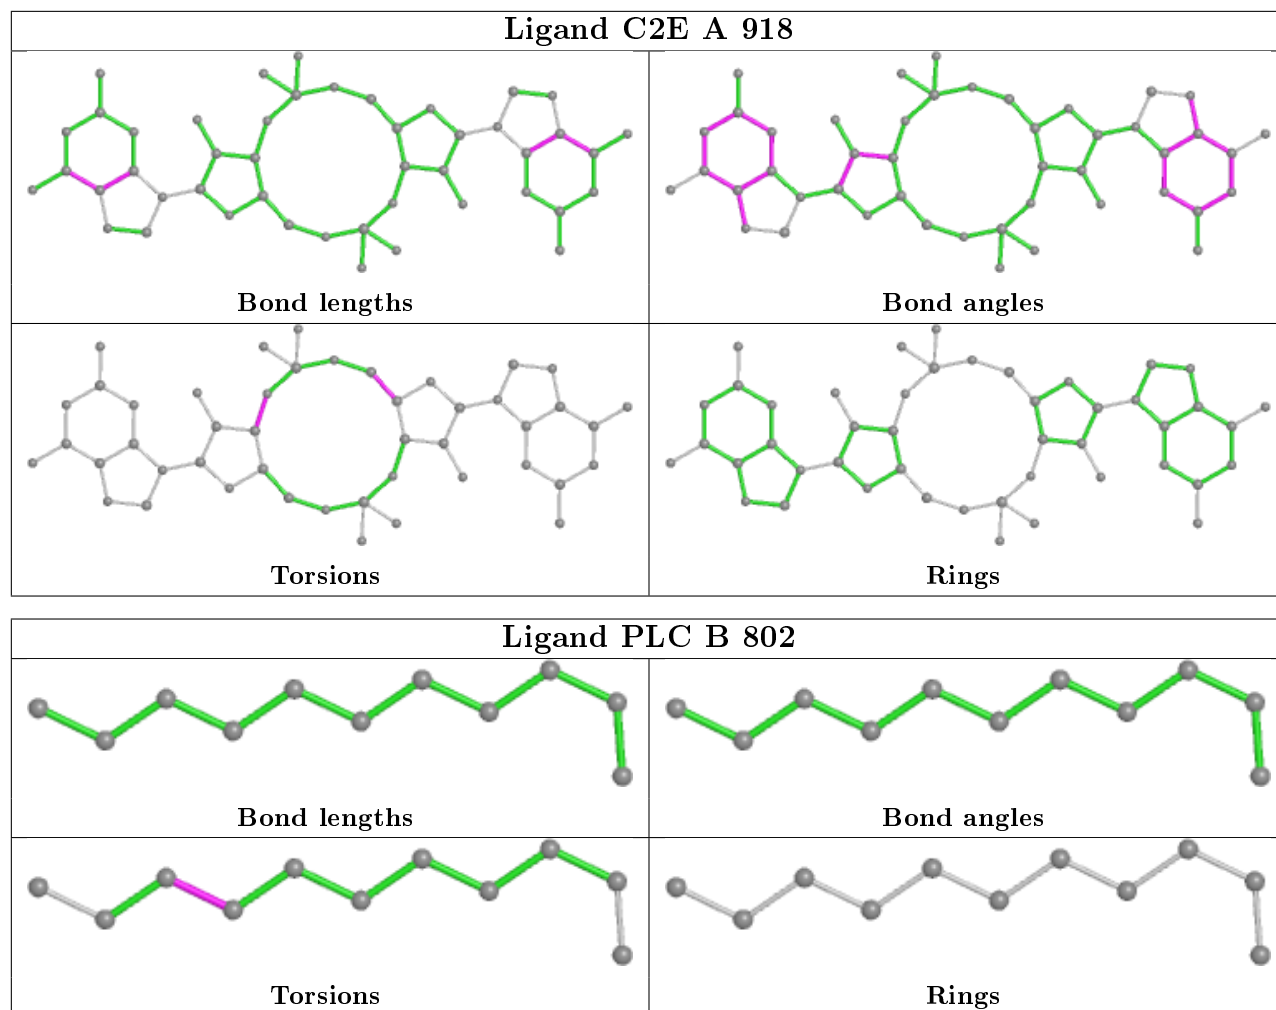 Ligand C2E A 918
Bond lengths
Bond angles
Torsions
Rings
Ligand PLC B 802
Bond lengths
Bond angles
Torsions
Rings